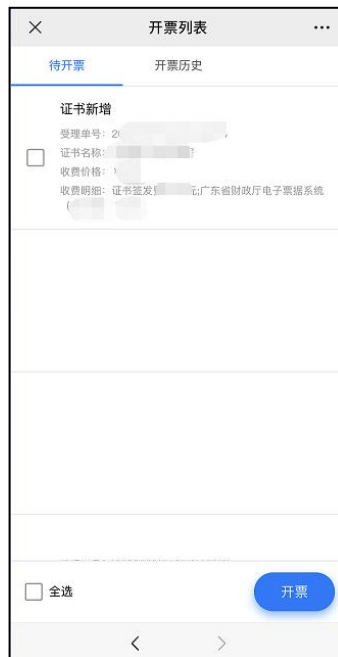 开票列表
待开票
开票历史
证书新增
受理单号：20
证书名称：
收费价格：
收费明细：证书签发费 元;广东省财政厅电子票据系统
（
全选
开票